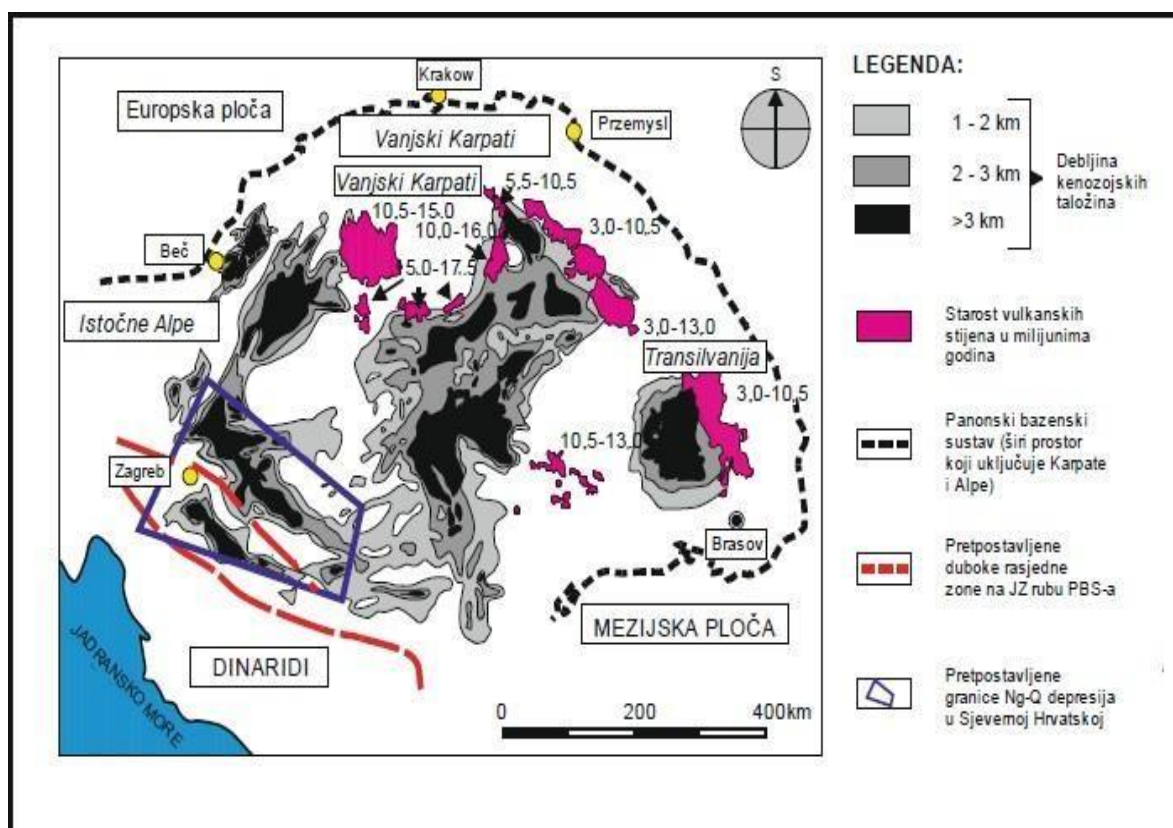 Krakow
S
Europska ploča
Przemysl
Vanjski Karpati
Vanjski Karpati
5,5-10,5
10,5-15.0
3,0-10,5
10,0-16,0
Beč
15.0-17.5
Istočne Alpe
3,0-13,0
Transilvanija
3,0-10,5
10,5-13,0
Zagreb
Brasov
MEZIJSKA PLOČA
DINARIDI
JADRANSKO MORE
0 200 400km
LEGENDA:
1 - 2 km
2 - 3 km
>3 km
Debljina
kenozojskih
taložina
Starost vulkanskih
stijena u milijunima
godina
Panonski bazenski
sustav (širi prostor
koji uključuje Karpate
i Alpe)
Pretpostavljene
duboke rasjedne
zone na JZ rubu PBS-a
Pretpostavljene
granice Ng-Q depresija
u Sjevernoj Hrvatskoj